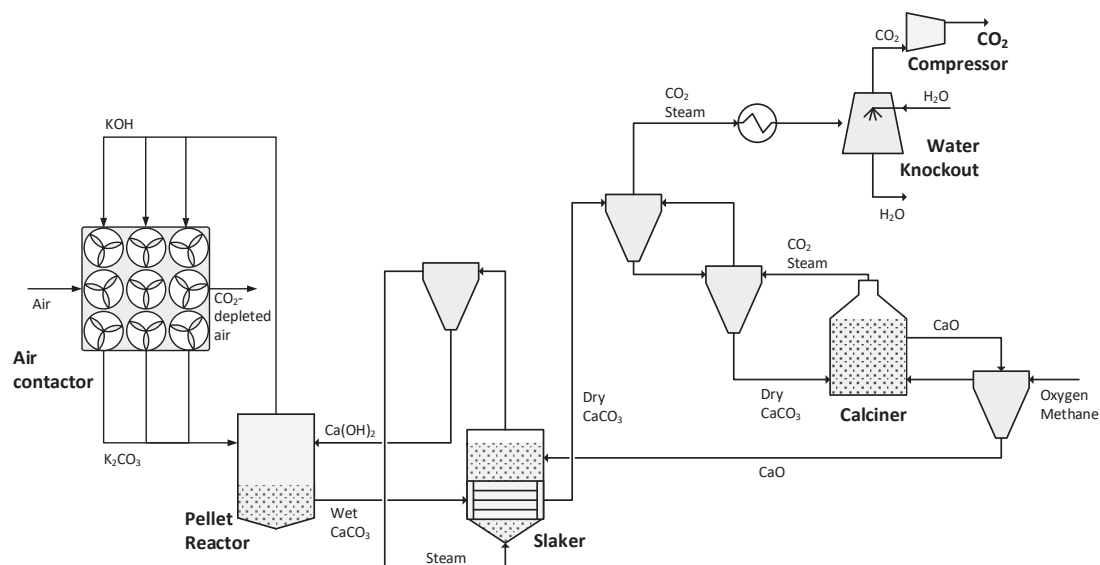 CO₂
CO₂
Compressor
CO₂
Steam
H₂O
KOH
Water
Knockout
H₂O
CO₂
Steam
Air
CO₂-
depleted
air
CaO
Air
contactor
Dry
CaCO₃
Dry
CaCO₃
Calciner
Oxygen
Methane
K₂CO₃
Ca(OH)₂
CaO
Pellet
Reactor
Wet
CaCO₃
Slaker
Steam